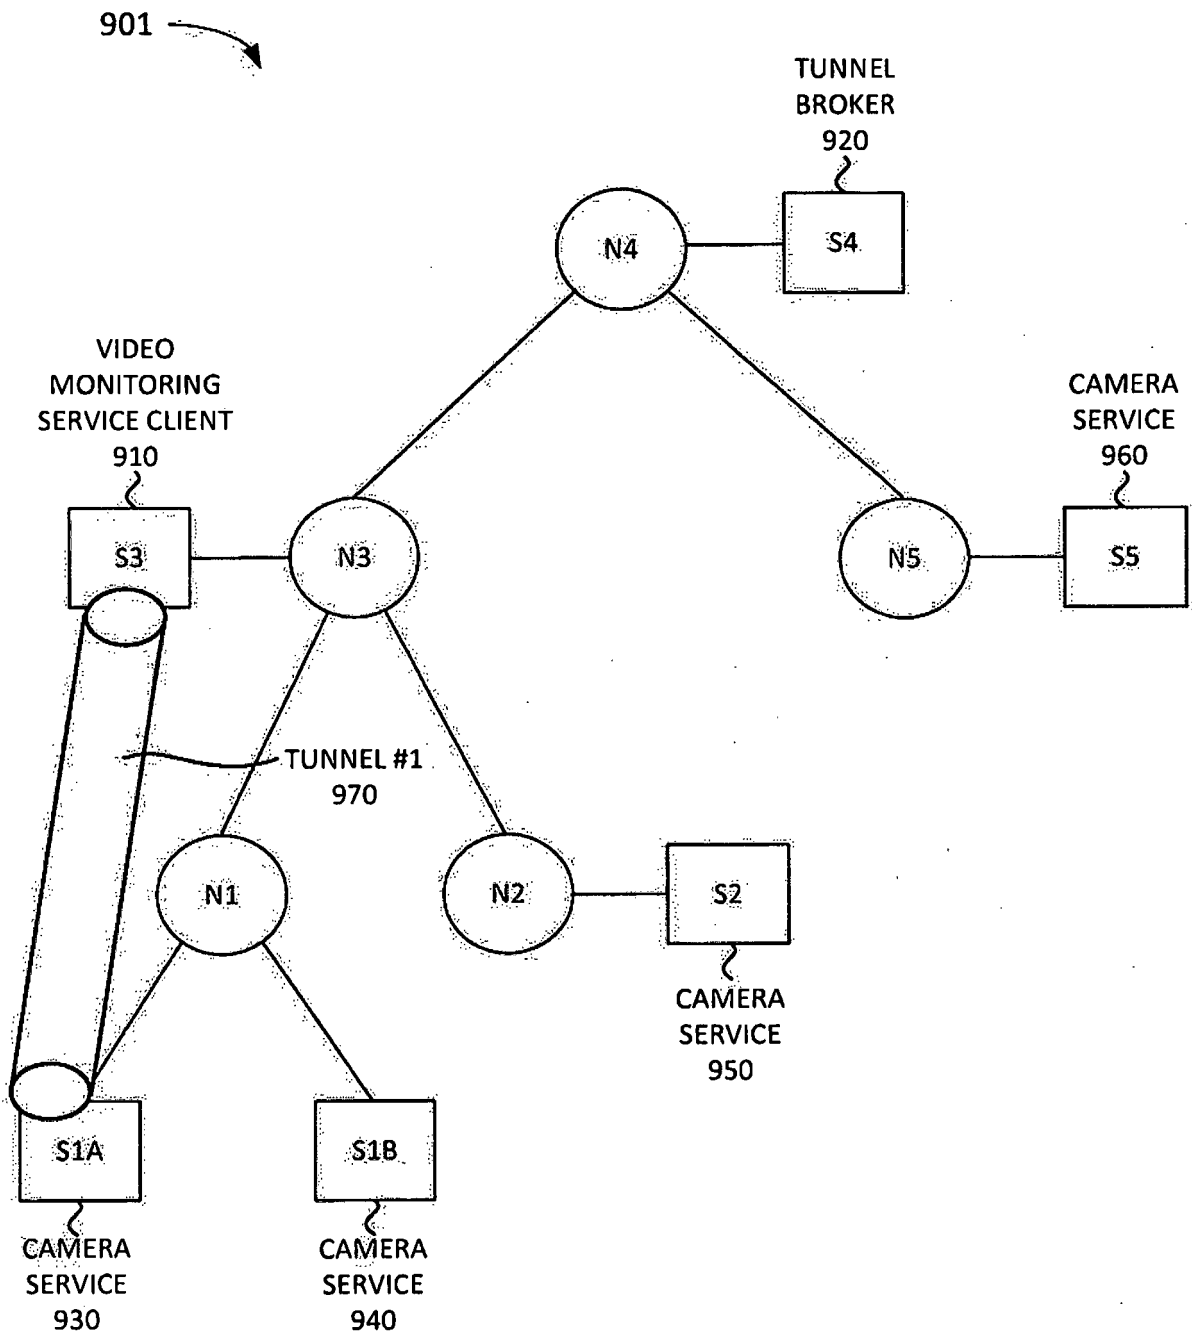 901
TUNNEL
BROKER
920
N4
S4
VIDEO
MONITORING
SERVICE CLIENT
910
CAMERA
SERVICE
960
S3
N3
N5
S5
TUNNEL #1
970
N1
N2
S2
CAMERA
SERVICE
950
S1A
S1B
CAMERA
SERVICE
930
CAMERA
SERVICE
940